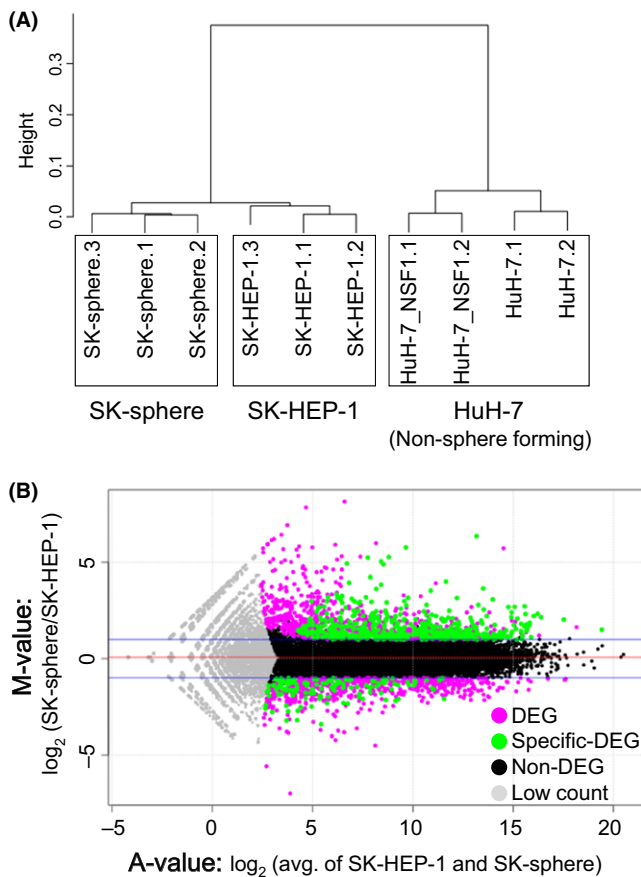 (A)
Height
0.3
0.2
0.1
0.0
SK-sphere.3
SK-sphere.1
SK-sphere.2
SK-HEP-1.3
SK-HEP-1.1
SK-HEP-1.2
HuH-7_NSF1.1
HuH-7_NSF1.2
HuH-7.1
HuH-7.2
SK-sphere
SK-HEP-1
HuH-7
(Non-sphere forming)
(B)
M-value:
log2 (SK-sphere/SK-HEP-1)
5
0
−5
DEG
Specific-DEG
Non-DEG
Low count
−5 0 5 10 15 20
A-value: log2 (avg. of SK-HEP-1 and SK-sphere)